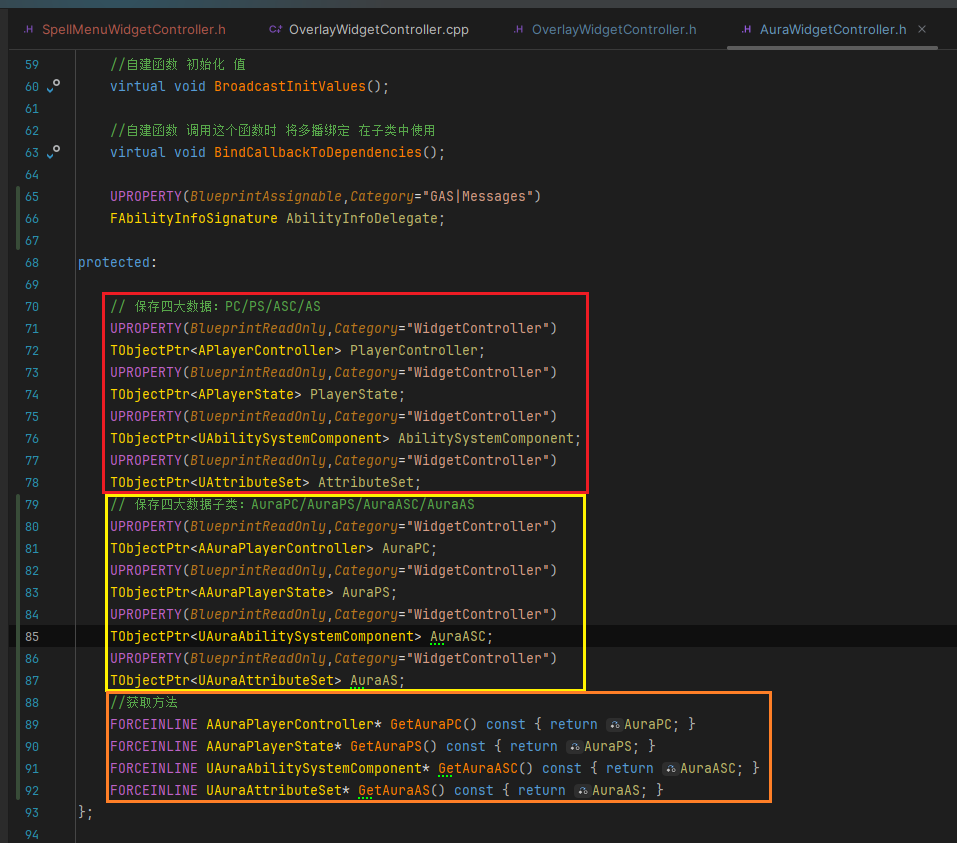 .H SpellMenuWidgetController.h C++ OverlayWidgetController.cpp .H OverlayWidgetController.h .H AuraWidgetController.h ×
59 //自建函数 初始化 值
60 virtual void BroadcastInitValues();
61
62 //自建函数 调用这个函数时 将多播绑定 在子类中使用
63 virtual void BindCallbackToDependencies();
64
65 UPROPERTY(BlueprintAssignable,Category="GAS|Messages")
66 FAbilityInfoSignature AbilityInfoDelegate;
67
68 protected:
69
70 // 保存四大数据：PC/PS/ASC/AS
71 UPROPERTY(BlueprintReadOnly,Category="WidgetController")
72 TObjectPtr<APlayerController> PlayerController;
73 UPROPERTY(BlueprintReadOnly,Category="WidgetController")
74 TObjectPtr<APlayerState> PlayerState;
75 UPROPERTY(BlueprintReadOnly,Category="WidgetController")
76 TObjectPtr<UAbilitySystemComponent> AbilitySystemComponent;
77 UPROPERTY(BlueprintReadOnly,Category="WidgetController")
78 TObjectPtr<UAttributeSet> AttributeSet;
79 // 保存四大数据子类：AuraPC/AuraPS/AuraASC/AuraAS
80 UPROPERTY(BlueprintReadOnly,Category="WidgetController")
81 TObjectPtr<AAuraPlayerController> AuraPC;
82 UPROPERTY(BlueprintReadOnly,Category="WidgetController")
83 TObjectPtr<AAuraPlayerState> AuraPS;
84 UPROPERTY(BlueprintReadOnly,Category="WidgetController")
85 TObjectPtr<UAuraAbilitySystemComponent> AuraASC;
86 UPROPERTY(BlueprintReadOnly,Category="WidgetController")
87 TObjectPtr<UAuraAttributeSet> AuraAS;
88 //获取方法
89 FORCEINLINE AAuraPlayerController* GetAuraPC() const { return AuraPC; }
90 FORCEINLINE AAuraPlayerState* GetAuraPS() const { return AuraPS; }
91 FORCEINLINE UAuraAbilitySystemComponent* GetAuraASC() const { return AuraASC; }
92 FORCEINLINE UAuraAttributeSet* GetAuraAS() const { return AuraAS; }
93 };
94